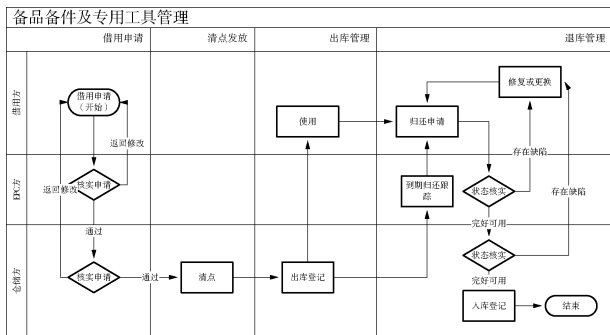 备品备件及专用工具管理
借用申请
清点发放
出库管理
退库管理
借用方
EPC方
仓储方
借用申请
（开始）
返回修改
核实申请
返回修改
通过
核实申请
通过
清点
出库登记
使用
归还申请
到期归还跟
踪
修复或更换
存在缺陷
状态核实
存在缺陷
完好可用
状态核实
完好可用
入库登记
结束